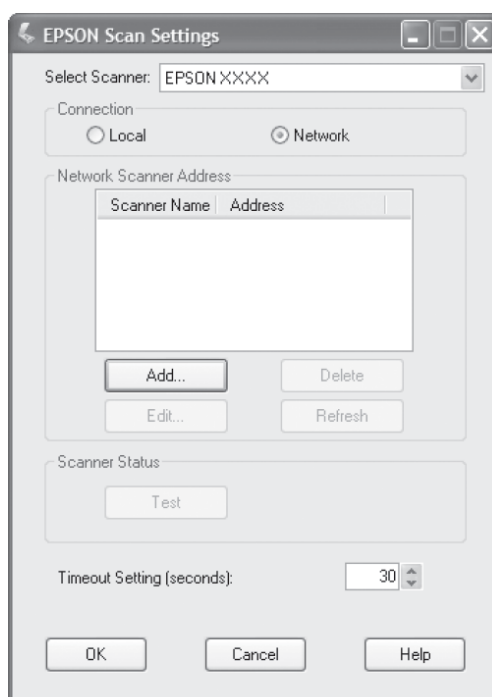 EPSON Scan Settings
Select Scanner: EPSON XXXX
Connection
Local Network
Network Scanner Address
Scanner Name Address
Add... Delete
Edit... Refresh
Scanner Status
Test
Timeout Setting (seconds): 30
OK Cancel Help